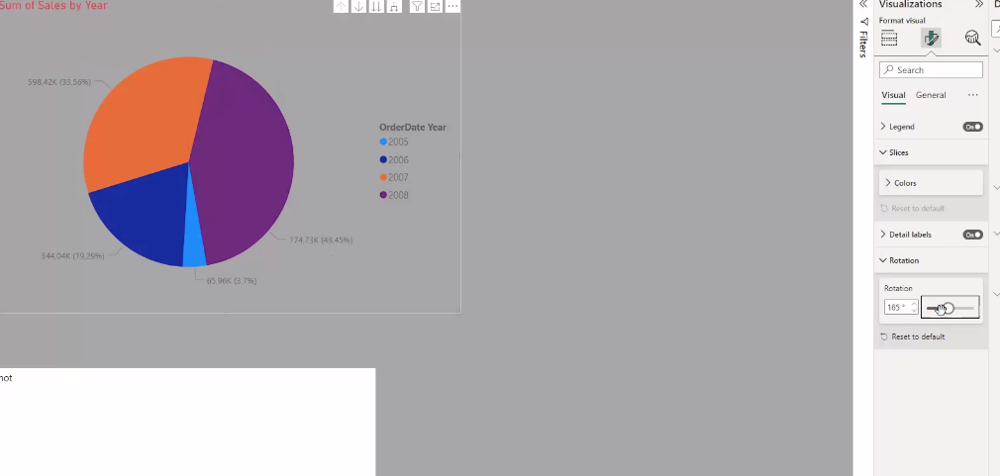 Sum of Sales by Year
598,42K (33,56%)
774,73K (43,45%)
344,04K (19,29%)
65,96K (3,7%)
OrderDate Year
2005
2006
2007
2008
not
Filters
Visualizations
Format visual
Search
Visual General ...
Legend On
Slices
Colors
Reset to default
Detail labels On
Rotation
Rotation
165 °
Reset to default